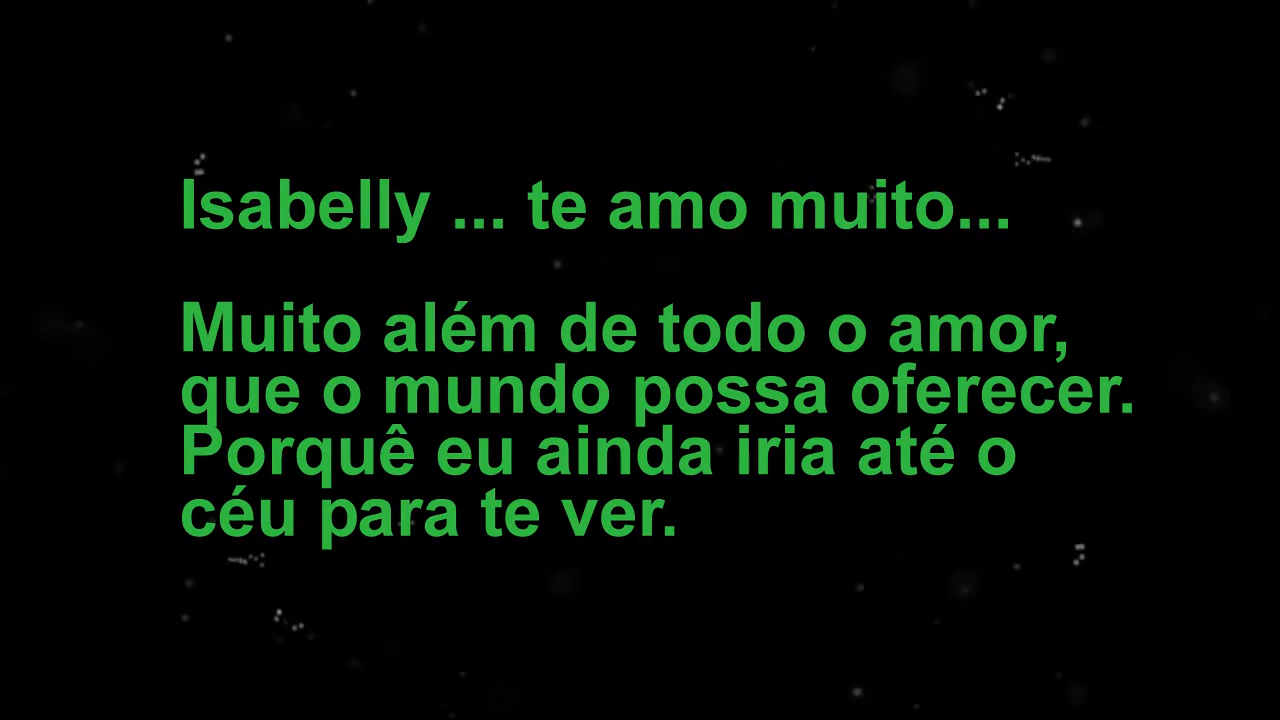 Isabelly ... te amo muito...
Muito além de todo o amor,
que o mundo possa oferecer.
Porquê eu ainda iria até o
céu para te ver.